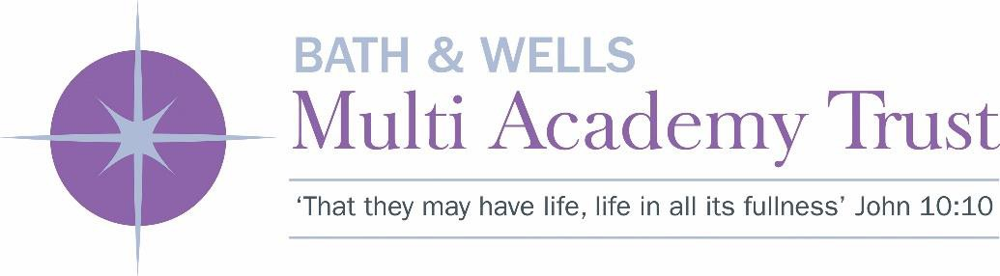 BATH & WELLS
Multi Academy Trust
‘That they may have life, life in all its fullness’ John 10:10